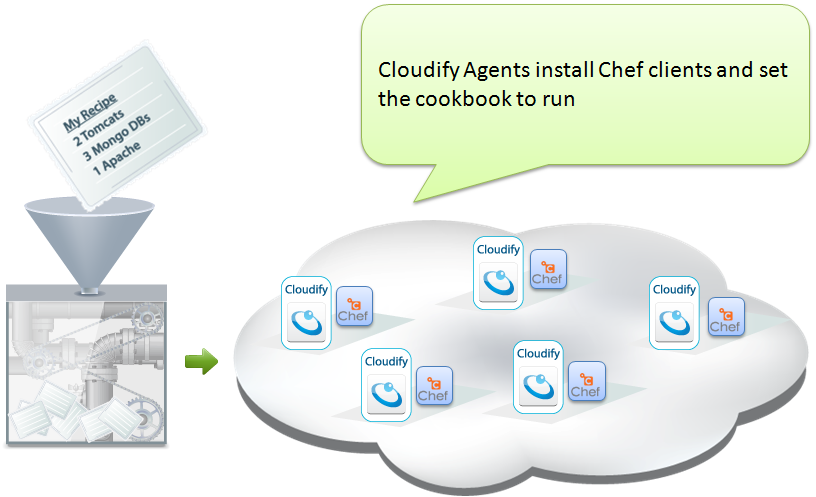 Cloudify Agents install Chef clients and set
the cookbook to run
My Recipe
2 Tomcats
3 Mongo DBs
1 Apache
Cloudify
Chef
Cloudify
Chef
Cloudify
Chef
Cloudify
Chef
Cloudify
Chef